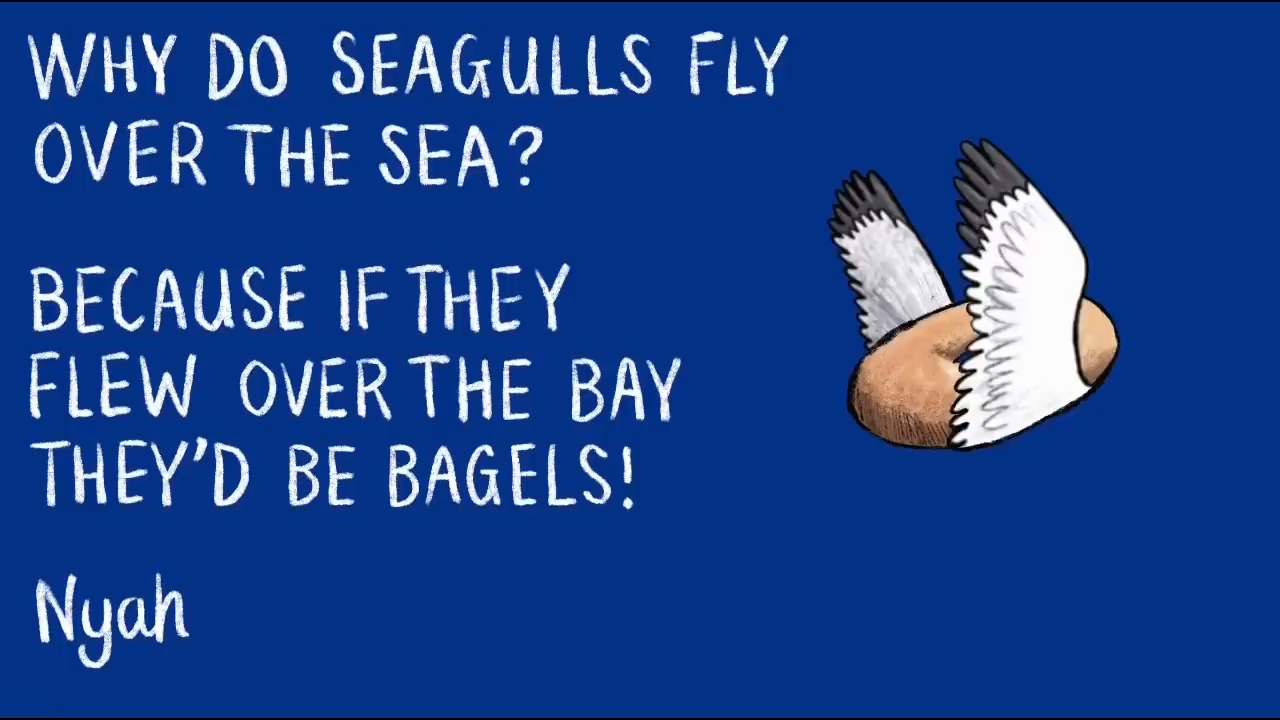 WHY DO SEAGULLS FLY
OVER THE SEA?
BECAUSE IF THEY
FLEW OVER THE BAY
THEY'D BE BAGELS!
Nyah